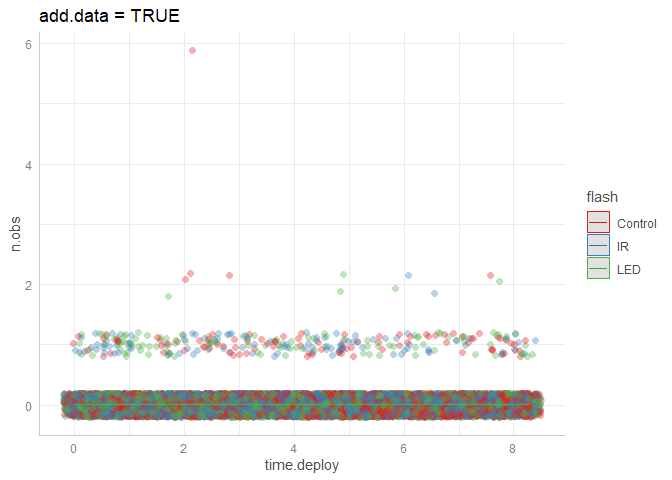 add.data = TRUE
6
4
2
0
n.obs
0
2
4
6
8
time.deploy
flash
Control
IR
LED